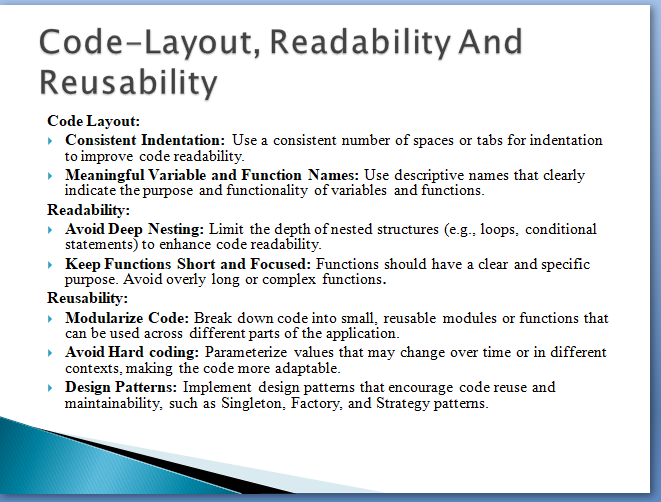 Code-Layout, Readability And
Reusability
Code Layout:
Consistent Indentation: Use a consistent number of spaces or tabs for indentation
to improve code readability.
Meaningful Variable and Function Names: Use descriptive names that clearly
indicate the purpose and functionality of variables and functions.
Readability:
Avoid Deep Nesting: Limit the depth of nested structures (e.g., loops, conditional
statements) to enhance code readability.
Keep Functions Short and Focused: Functions should have a clear and specific
purpose. Avoid overly long or complex functions.
Reusability:
Modularize Code: Break down code into small, reusable modules or functions that
can be used across different parts of the application.
Avoid Hard coding: Parameterize values that may change over time or in different
contexts, making the code more adaptable.
Design Patterns: Implement design patterns that encourage code reuse and
maintainability, such as Singleton, Factory, and Strategy patterns.